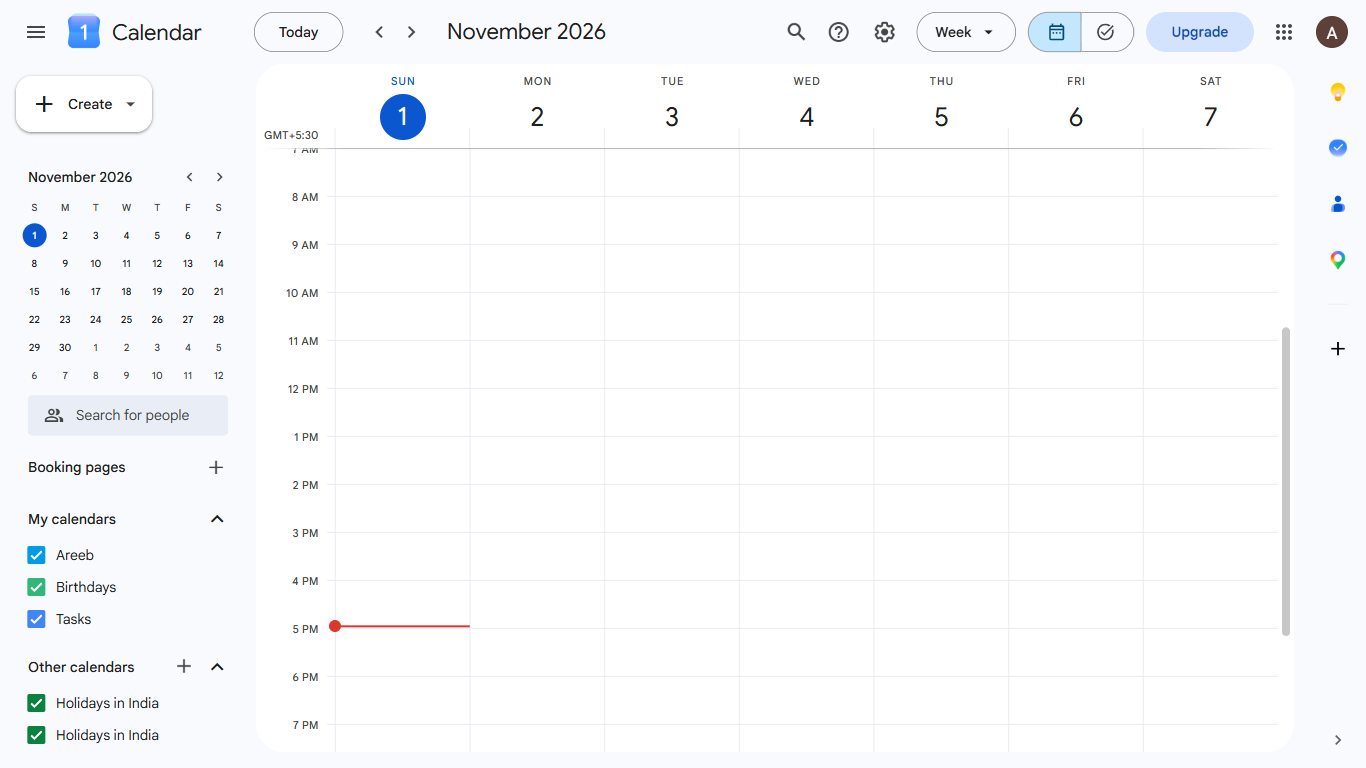 1 Calendar Today November 2026 Week Upgrade A
Create
SUN MON TUE WED THU FRI SAT
1 2 3 4 5 6 7
GMT+5:30
7 AM
8 AM
9 AM
10 AM
11 AM
12 PM
1 PM
2 PM
3 PM
4 PM
5 PM
6 PM
7 PM
November 2026
S M T W T F S
1 2 3 4 5 6 7
8 9 10 11 12 13 14
15 16 17 18 19 20 21
22 23 24 25 26 27 28
29 30 1 2 3 4 5
6 7 8 9 10 11 12
Search for people
Booking pages
My calendars
Areeb
Birthdays
Tasks
Other calendars
Holidays in India
Holidays in India